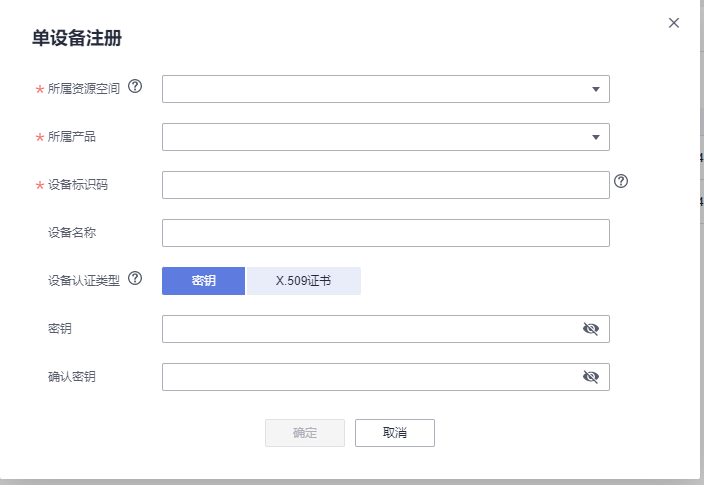 单设备注册
* 所属资源空间
* 所属产品
* 设备标识码
设备名称
设备认证类型 密钥 X.509证书
密钥
确认密钥
确定 取消